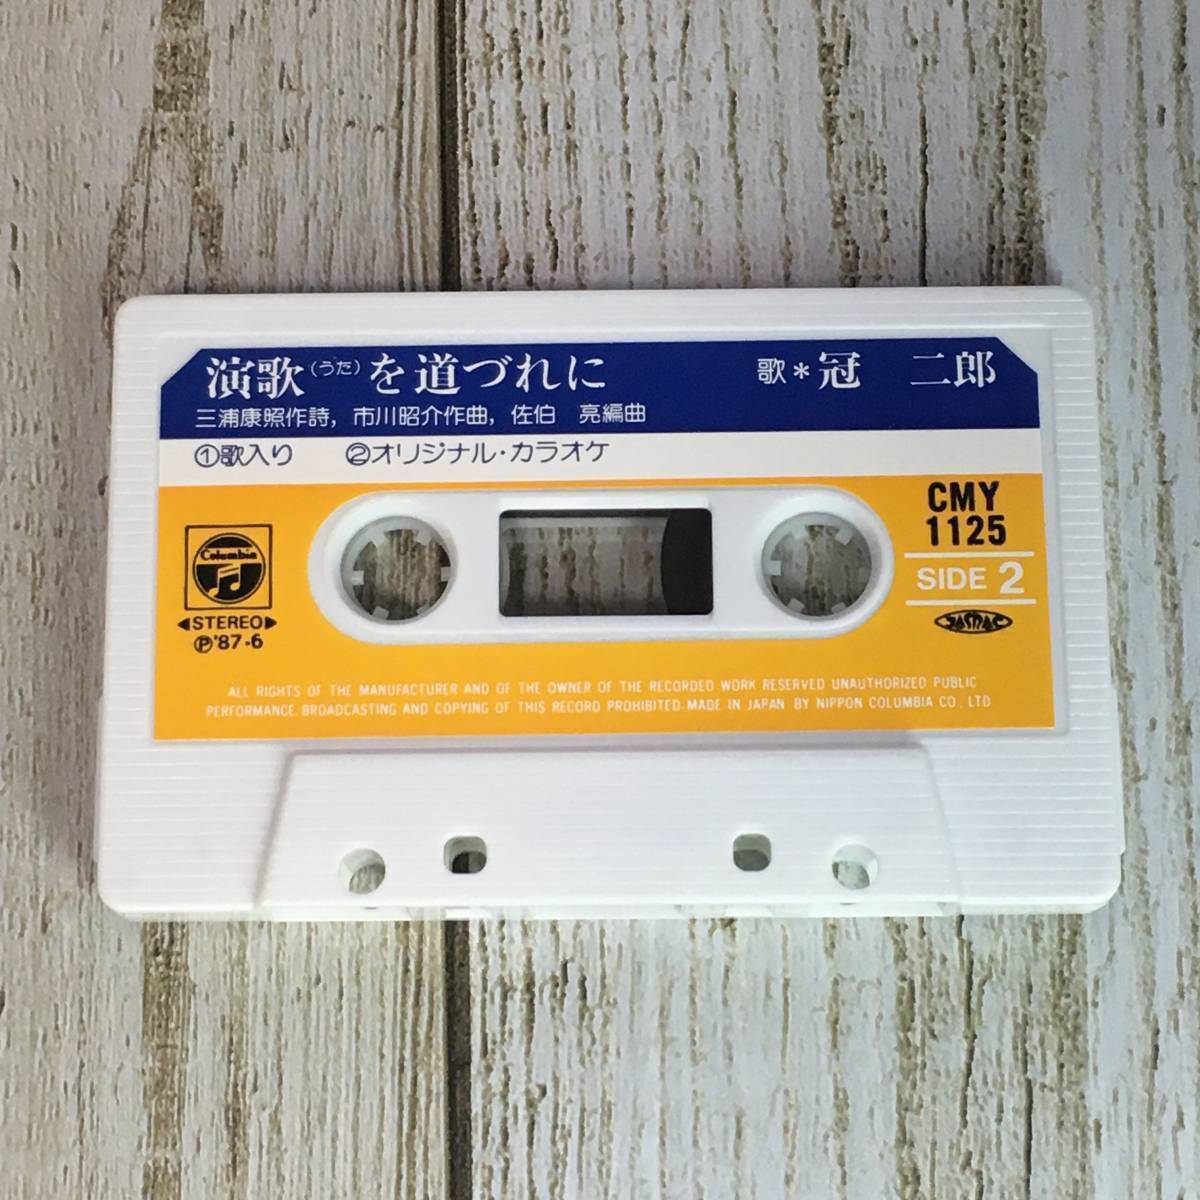 演歌(うた)を道づれに 歌*冠 二郎
三浦康照作詩, 市川昭介作曲, 佐伯 亮編曲
①歌入り ②オリジナル・カラオケ
CMY
1125
SIDE 2
JASRAC
Columbia
◀STEREO▶
Ⓟ'87·6
ALL RIGHTS OF THE MANUFACTURER AND OF THE OWNER OF THE RECORDED WORK RESERVED UNAUTHORIZED PUBLIC
PERFORMANCE. BROADCASTING AND COPYING OF THIS RECORD PROHIBITED. MADE IN JAPAN BY NIPPON COLUMBIA CO., LTD